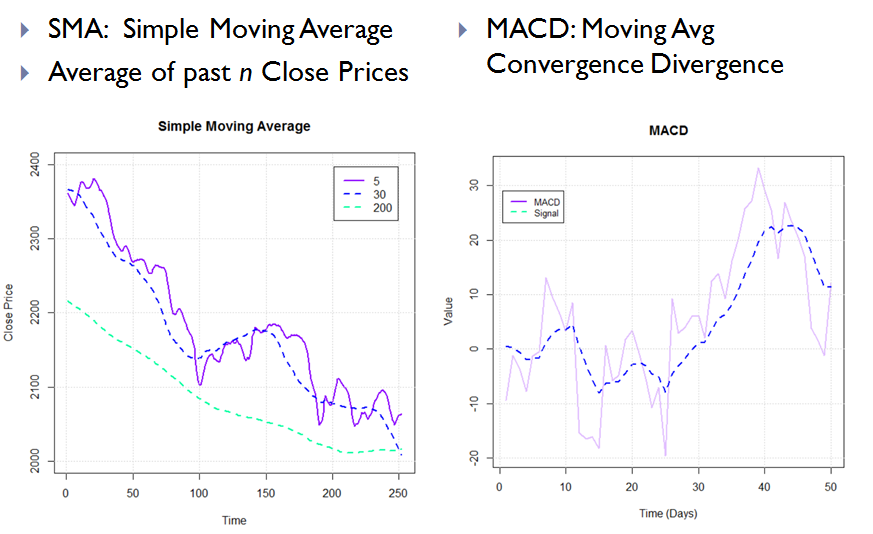 SMA: Simple Moving Average
Average of past n Close Prices
MACD: Moving Avg
Convergence Divergence
Simple Moving Average
2400
2300
2200
2100
2000
Close Price
5
30
200
0
50
100
150
200
250
Time
MACD
30
20
10
0
-10
-20
Value
MACD
Signal
0
10
20
30
40
50
Time (Days)